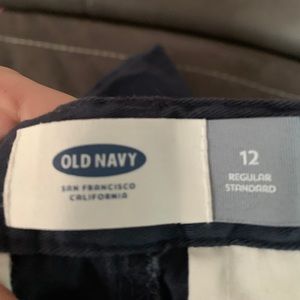 OLD NAVY
SAN FRANCISCO
CALIFORNIA
12
REGULAR
STANDARD